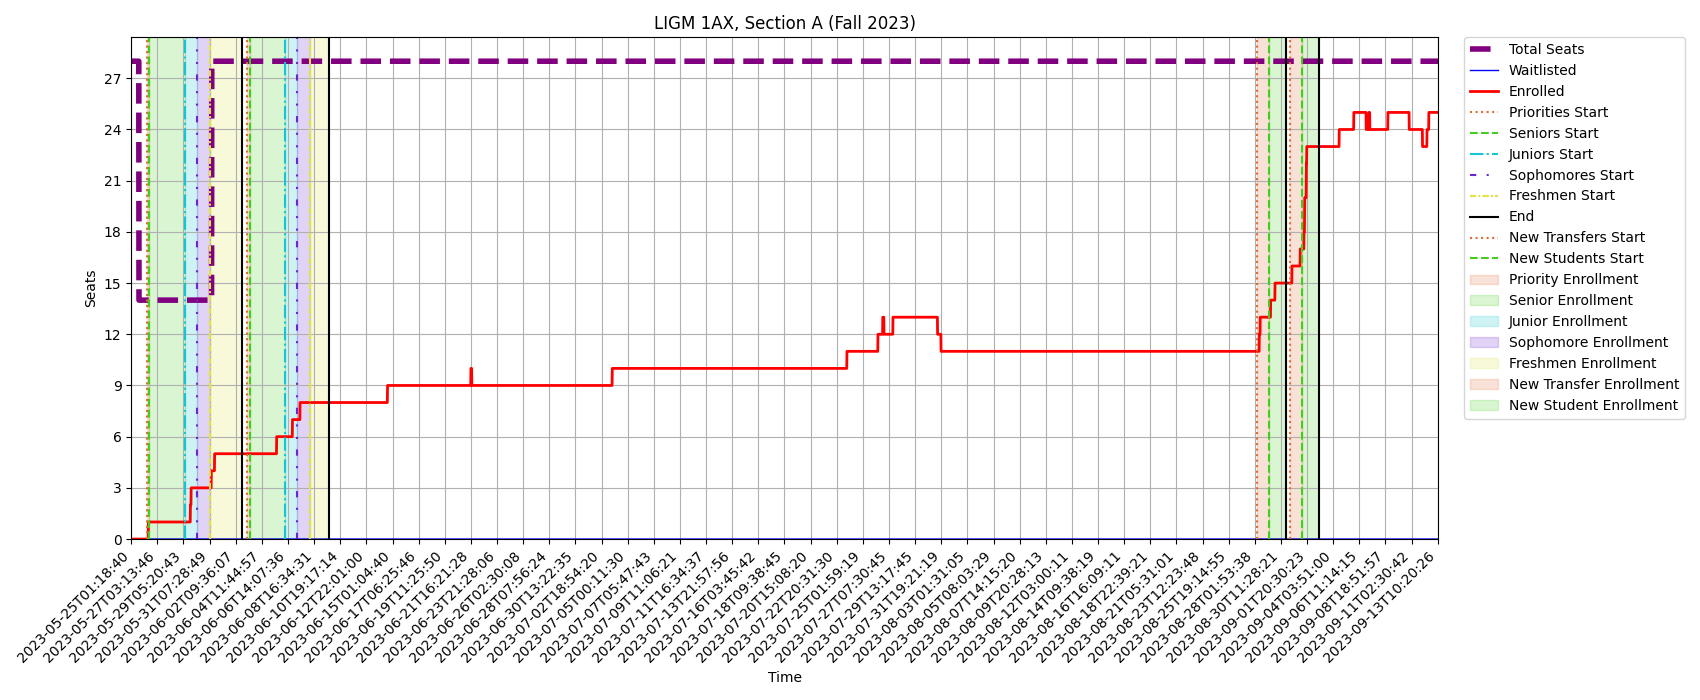 LIGM 1AX, Section A (Fall 2023)
Seats
27
24
21
18
15
12
9
6
3
0
2023-05-25T01:18:40
2023-05-27T03:13:46
2023-05-29T05:20:43
2023-05-31T07:28:49
2023-06-02T09:36:07
2023-06-04T11:44:57
2023-06-06T14:07:36
2023-06-08T16:34:31
2023-06-10T19:17:14
2023-06-12T22:01:00
2023-06-15T01:04:40
2023-06-17T06:25:46
2023-06-19T11:25:50
2023-06-21T16:21:28
2023-06-23T21:28:06
2023-06-26T02:30:08
2023-06-28T07:56:24
2023-06-30T13:22:35
2023-07-02T18:54:20
2023-07-05T00:11:30
2023-07-07T05:47:43
2023-07-09T11:06:21
2023-07-11T16:34:37
2023-07-13T21:57:56
2023-07-16T03:45:42
2023-07-18T09:38:45
2023-07-20T15:08:20
2023-07-22T20:31:30
2023-07-25T01:59:19
2023-07-27T07:30:45
2023-07-29T13:17:45
2023-07-31T19:21:19
2023-08-03T01:31:05
2023-08-05T08:03:29
2023-08-07T14:15:20
2023-08-09T20:28:13
2023-08-12T03:00:11
2023-08-14T09:38:19
2023-08-16T16:09:11
2023-08-18T22:39:21
2023-08-21T05:31:01
2023-08-23T12:23:48
2023-08-25T19:14:55
2023-08-28T01:53:38
2023-08-30T11:28:21
2023-09-01T20:30:23
2023-09-04T03:51:00
2023-09-06T11:14:15
2023-09-08T18:51:57
2023-09-11T02:30:42
2023-09-13T10:20:26
Time
Total Seats
Waitlisted
Enrolled
Priorities Start
Seniors Start
Juniors Start
Sophomores Start
Freshmen Start
End
New Transfers Start
New Students Start
Priority Enrollment
Senior Enrollment
Junior Enrollment
Sophomore Enrollment
Freshmen Enrollment
New Transfer Enrollment
New Student Enrollment